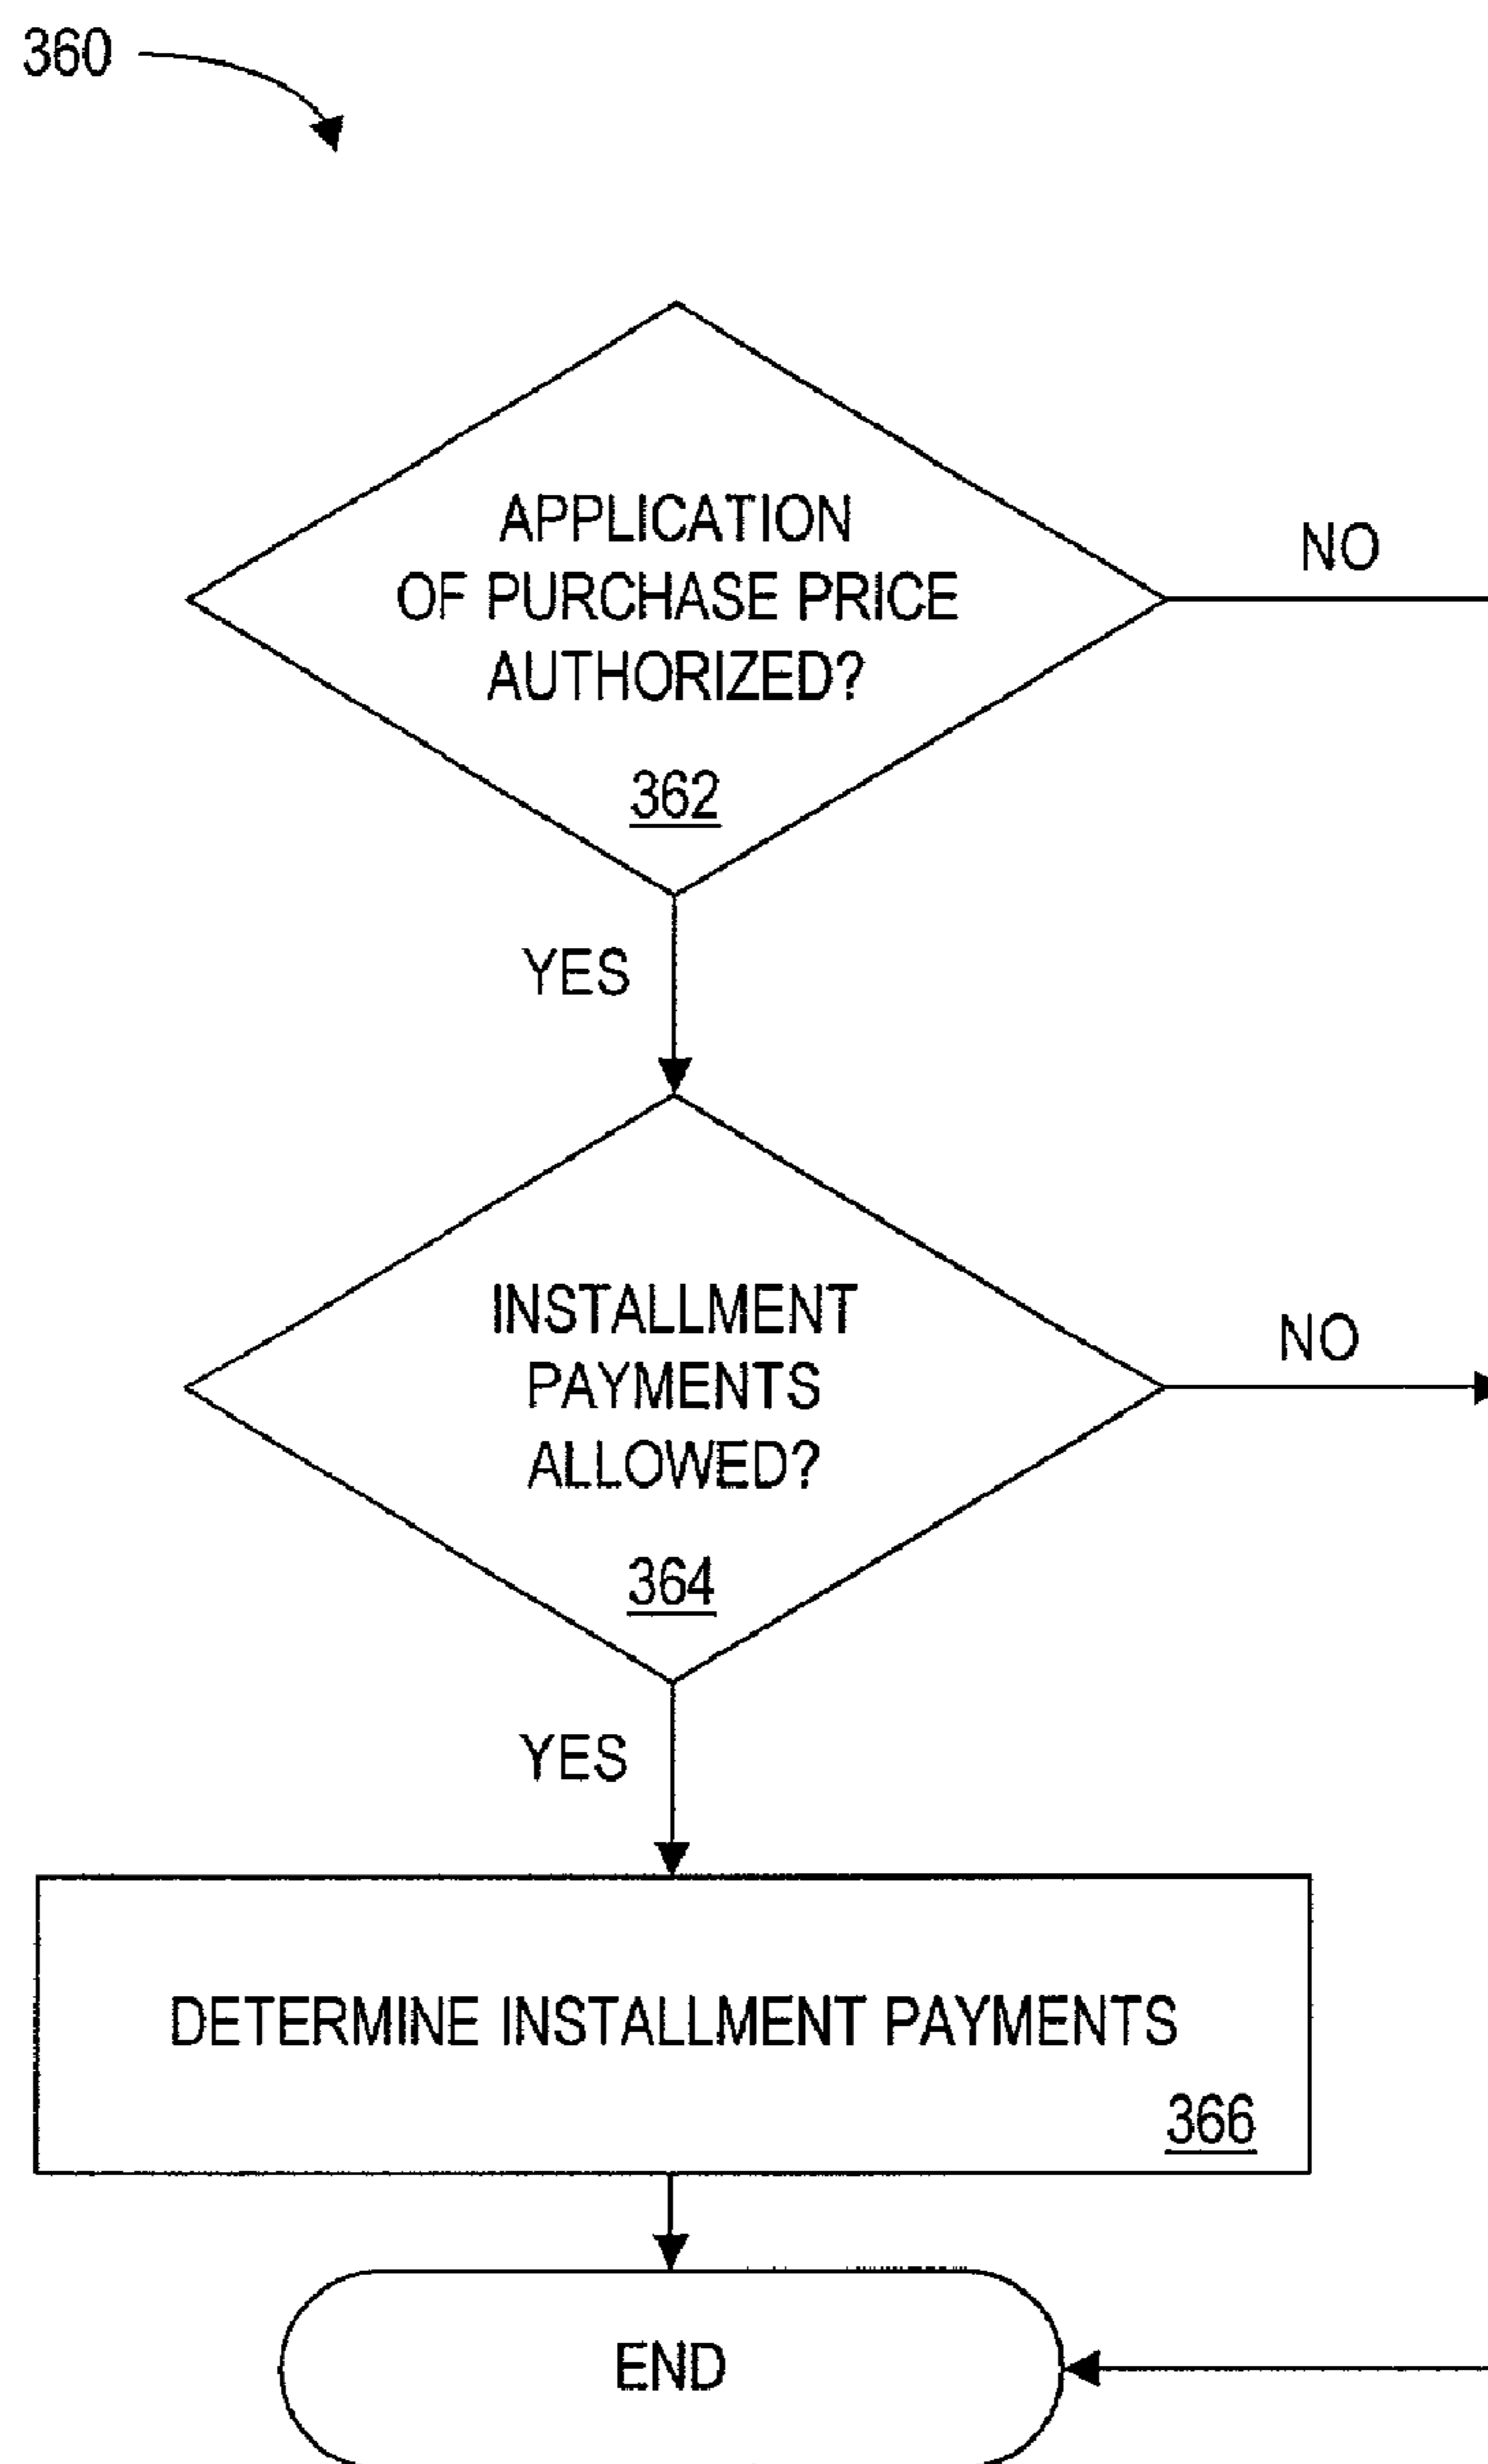 360
APPLICATION
OF PURCHASE PRICE
AUTHORIZED?
362
NO
YES
INSTALLMENT
PAYMENTS
ALLOWED?
364
NO
YES
DETERMINE INSTALLMENT PAYMENTS
366
END